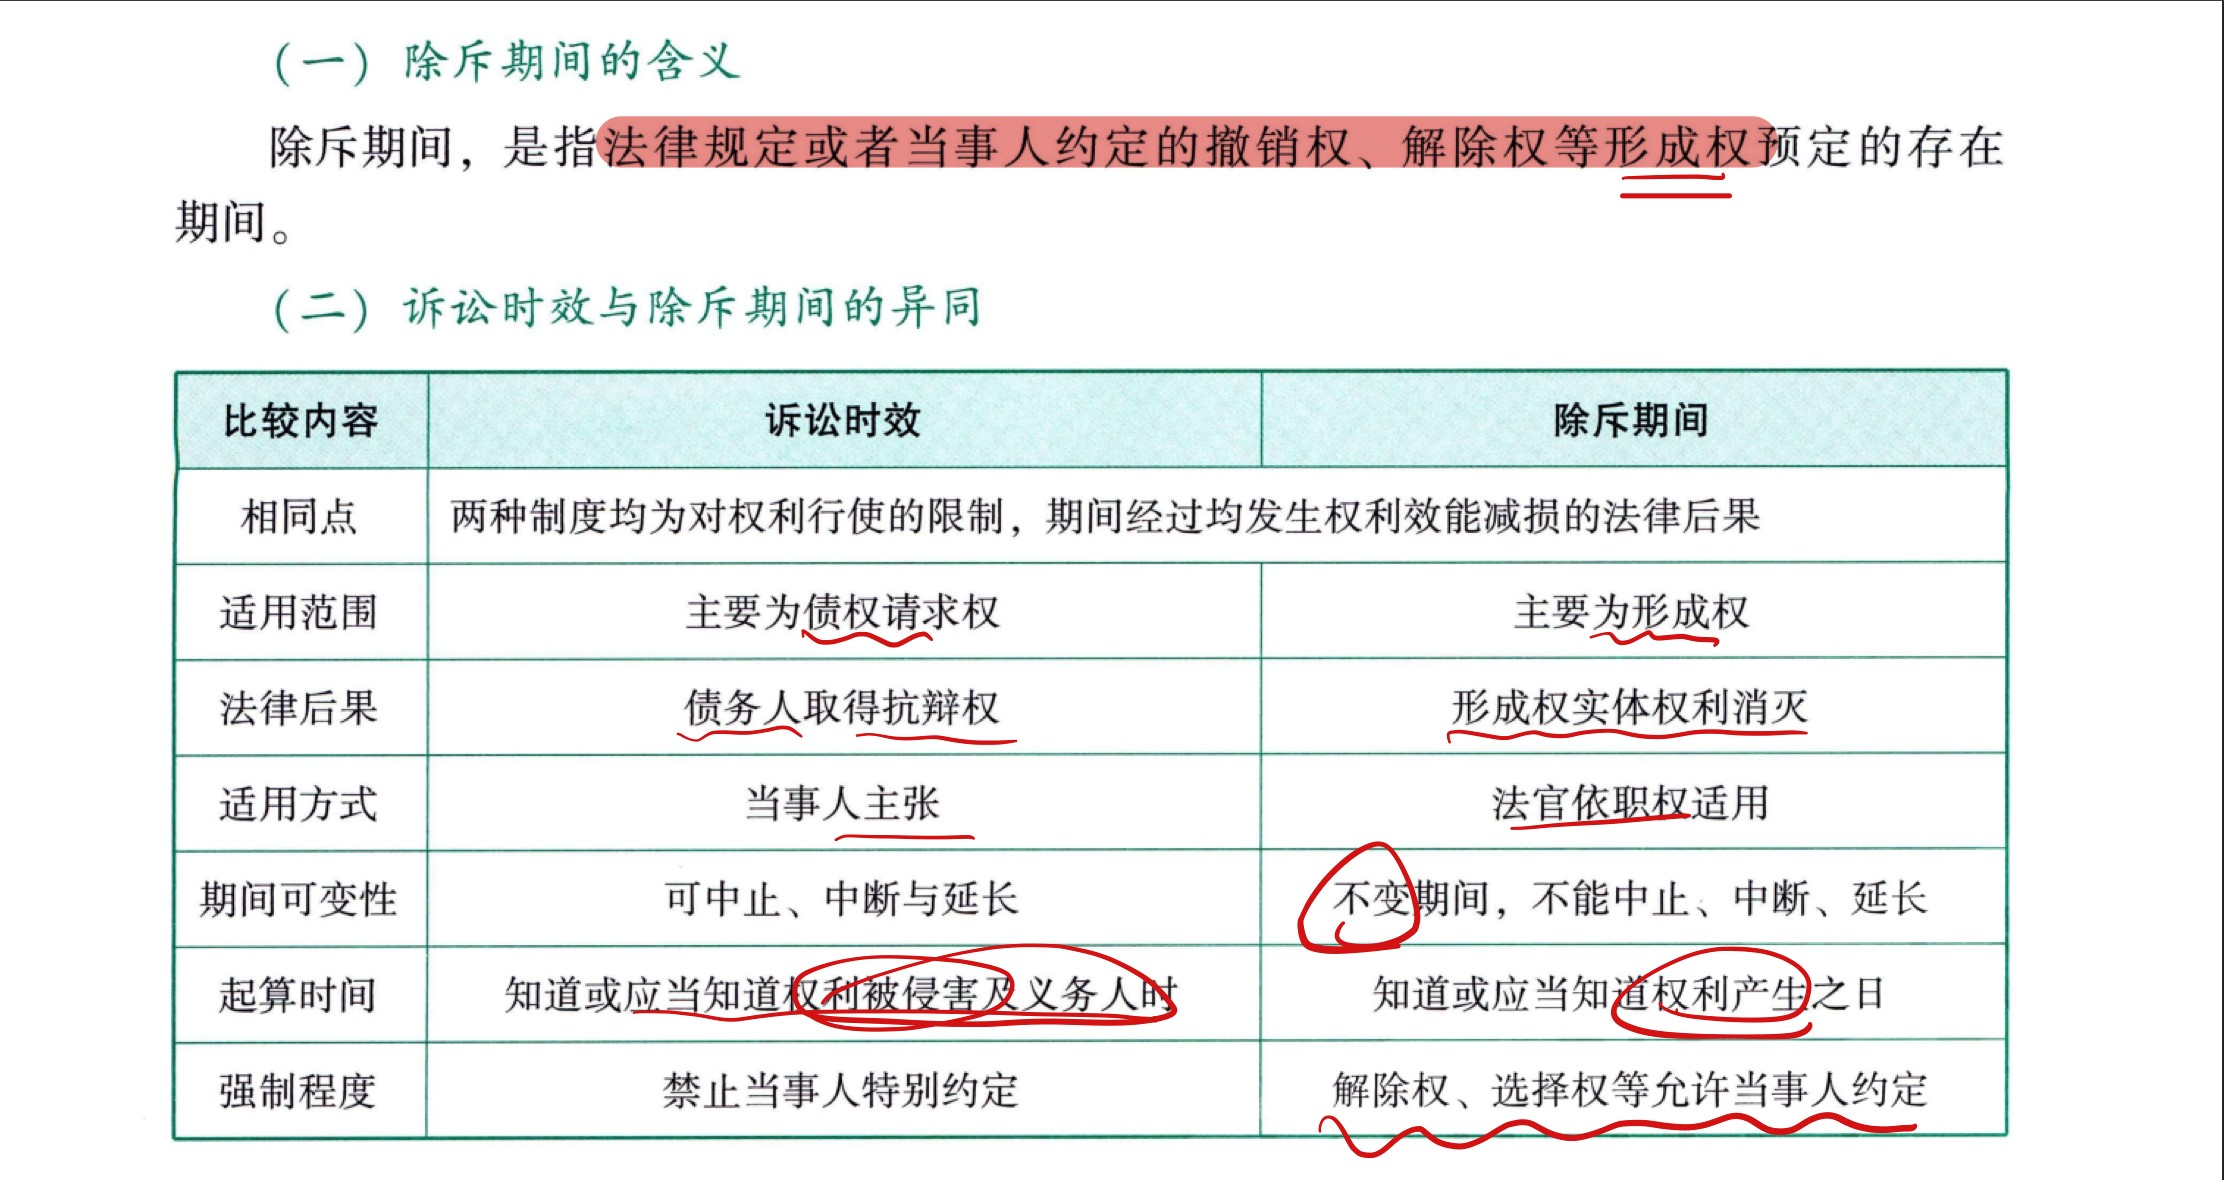 （一）除斥期间的含义
除斥期间，是指法律规定或者当事人约定的撤销权、解除权等形成权预定的存在
期间。
（二）诉讼时效与除斥期间的异同
比较内容 诉讼时效 除斥期间
相同点 两种制度均为对权利行使的限制，期间经过均发生权利效能减损的法律后果
适用范围 主要为债权请求权 主要为形成权
法律后果 债务人取得抗辩权 形成权实体权利消灭
适用方式 当事人主张 法官依职权适用
期间可变性 可中止、中断与延长 不变期间，不能中止、中断、延长
起算时间 知道或应当知道权利被侵害及义务人时 知道或应当知道权利产生之日
强制程度 禁止当事人特别约定 解除权、选择权等允许当事人约定